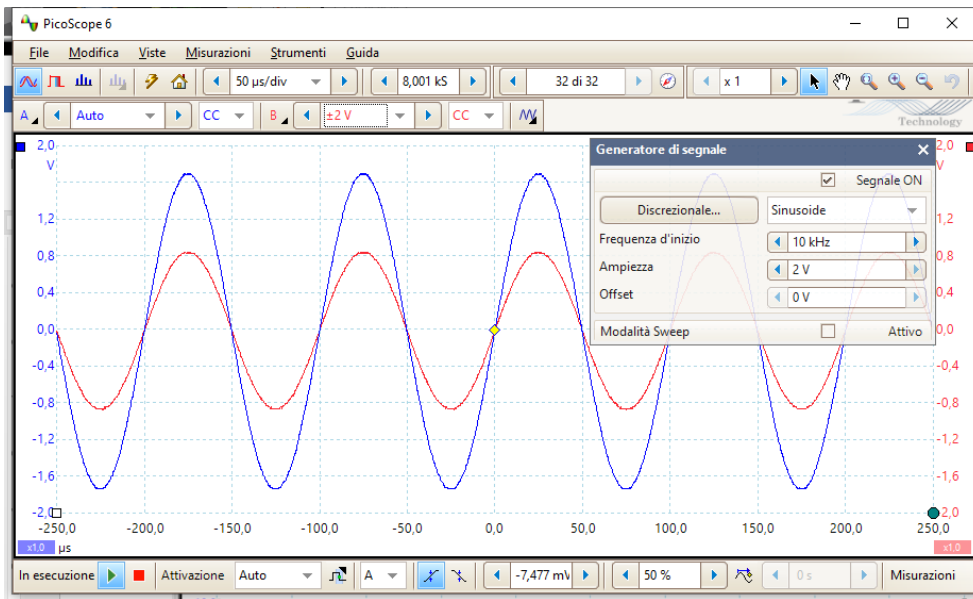 PicoScope 6
File Modifica Viste Misurazioni Strumenti Guida
50 µs/div 8,001 kS 32 di 32 x 1
A Auto CC B ±2 V CC
Technology
2,0
V
1,2
0,8
0,4
0,0
-0,4
-0,8
-1,2
-1,6
-2,0
Generatore di segnale
Segnale ON
Discrezionale... Sinusoide
Frequenza d'inizio 10 kHz
Ampiezza 2 V
Offset 0 V
Modalità Sweep Attivo
2,0
V
1,2
0,8
0,4
0,0
-0,4
-0,8
-1,2
-1,6
-2,0
-250,0 -200,0 -150,0 -100,0 -50,0 0,0 50,0 100,0 150,0 200,0 250,0
x1,0 µs x1,0
In esecuzione Attivazione Auto A -7,477 mV 50 % 0 s Misurazioni